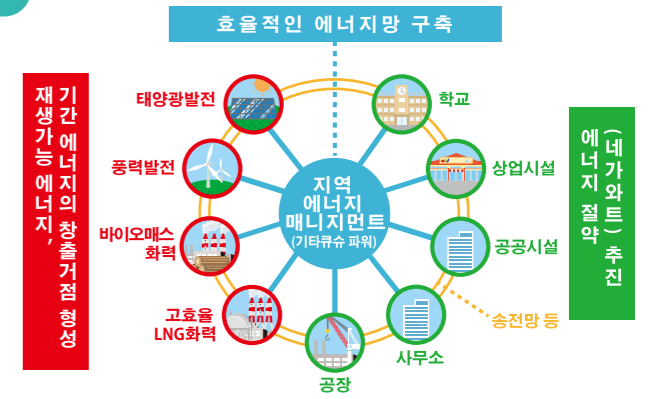 효율적인 에너지망 구축
재생가능 에너지,
기간 에너지의 창출거점 형성
태양광발전
풍력발전
바이오매스
화력
고효율
LNG화력
공장
사무소
공공시설
상업시설
학교
지역
에너지
매니지먼트
(기타큐슈 파워)
송전망 등
에너지 절약
(네가와트) 추진